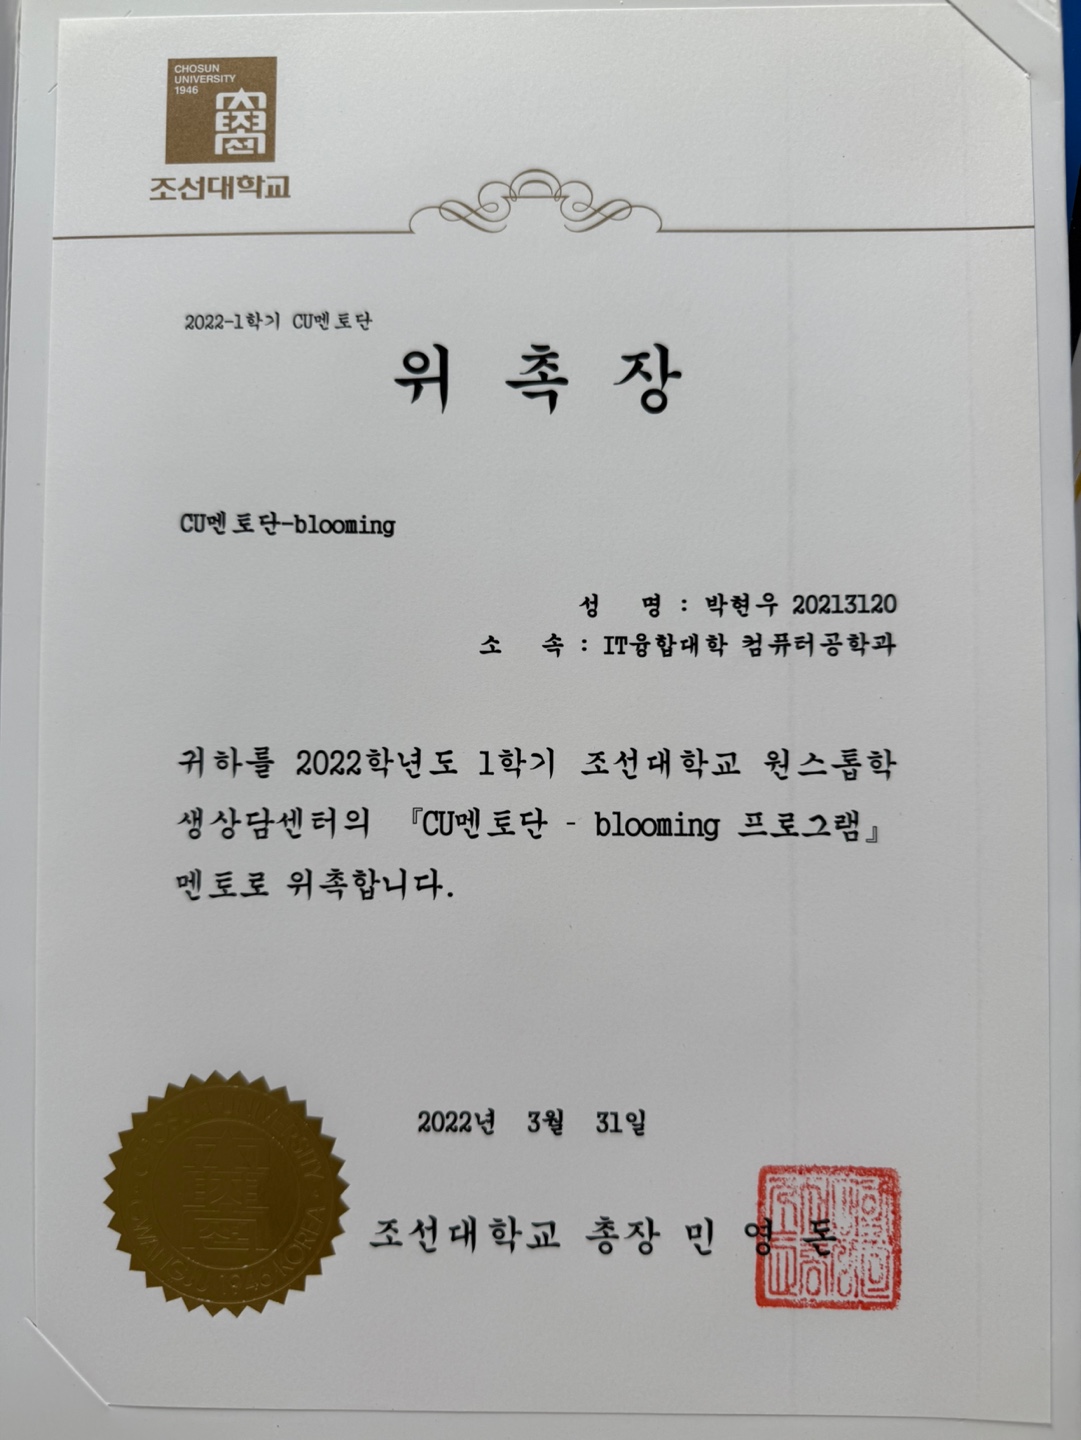 CHOSUN
UNIVERSITY
1946
조선대학교
2022-1학기 CU멘토단
위 촉 장
CU멘토단-blooming
성 명 : 박현우 20213120
소 속 : IT융합대학 컴퓨터공학과
귀하를 2022학년도 1학기 조선대학교 원스톱학
생상담센터의 『CU멘토단 - blooming 프로그램』
멘토로 위촉합니다.
2022년 3월 31일
조선대학교 총장 민 영 돈